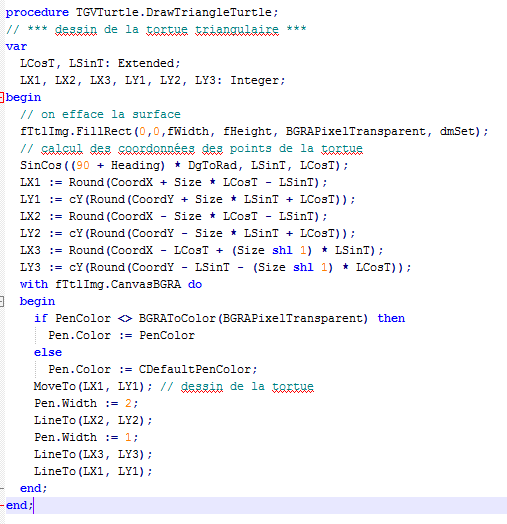 procedure TGVTurtle.DrawTriangleTurtle;
// *** dessin de la tortue triangulaire ***
var
  LCosT, LSinT: Extended;
  LX1, LX2, LX3, LY1, LY2, LY3: Integer;
begin
  // on efface la surface
  fTtlImg.FillRect(0,0,fWidth, fHeight, BGRAPixelTransparent, dmSet);
  // calcul des coordonnées des points de la tortue
  SinCos((90 + Heading) * DgToRad, LSinT, LCosT);
  LX1 := Round(CoordX + Size * LCosT - LSinT);
  LY1 := cY(Round(CoordY + Size * LSinT + LCosT));
  LX2 := Round(CoordX - Size * LCosT - LSinT);
  LY2 := cY(Round(CoordY - Size * LSinT + LCosT));
  LX3 := Round(CoordX - LCosT + (Size shl 1) * LSinT);
  LY3 := cY(Round(CoordY - LSinT - (Size shl 1) * LCosT));
  with fTtlImg.CanvasBGRA do
  begin
    if PenColor <> BGRAToColor(BGRAPixelTransparent) then
      Pen.Color := PenColor
    else
      Pen.Color := CDefaultPenColor;
    MoveTo(LX1, LY1); // dessin de la tortue
    Pen.Width := 2;
    LineTo(LX2, LY2);
    Pen.Width := 1;
    LineTo(LX3, LY3);
    LineTo(LX1, LY1);
  end;
end;